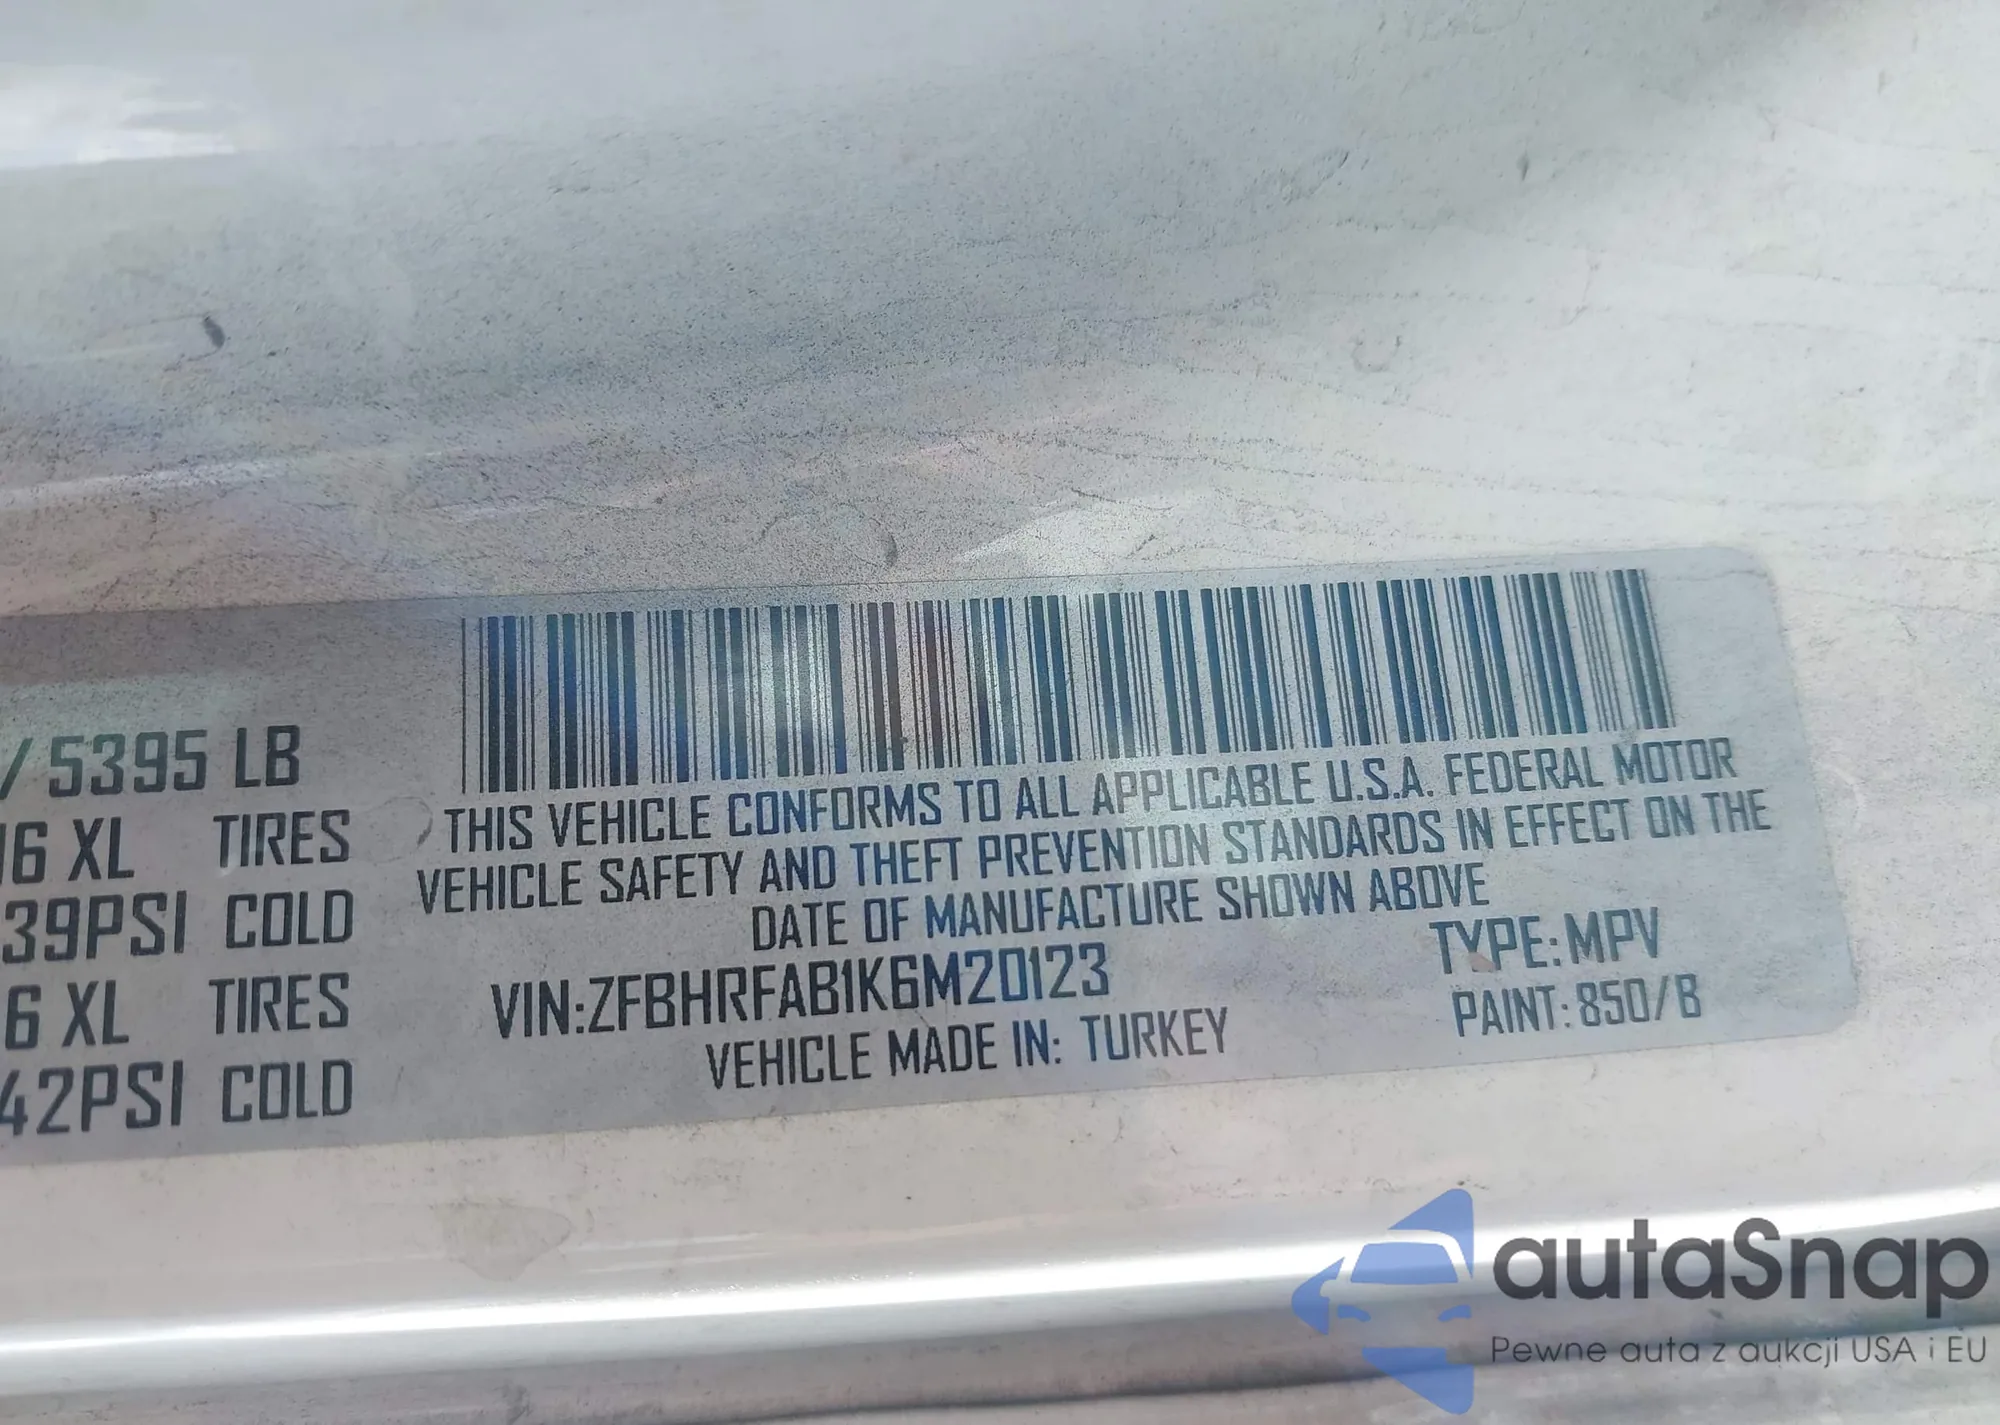 / 5395 LB
16 XL TIRES
39PSI COLD
6 XL TIRES
42PSI COLD
THIS VEHICLE CONFORMS TO ALL APPLICABLE U.S.A. FEDERAL MOTOR
VEHICLE SAFETY AND THEFT PREVENTION STANDARDS IN EFFECT ON THE
DATE OF MANUFACTURE SHOWN ABOVE
VIN:ZFBHRFAB1K6M20123
TYPE:MPV
VEHICLE MADE IN: TURKEY
PAINT:850/B
autaSnap
Pewne auta z aukcji USA i EU